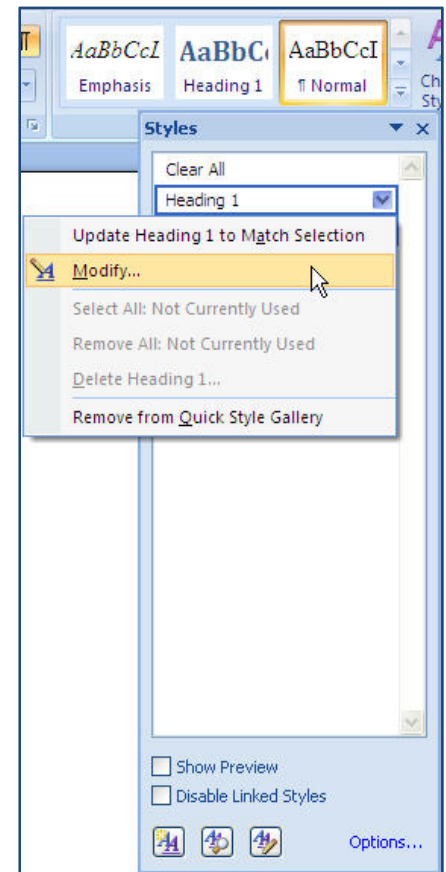 AaBbCcI AaBbC AaBbCcI
Emphasis Heading 1 ¶ Normal Ch
Sty
Styles
Clear All
Heading 1
Update Heading 1 to Match Selection
Modify...
Select All: Not Currently Used
Remove All: Not Currently Used
Delete Heading 1...
Remove from Quick Style Gallery
Show Preview
Disable Linked Styles
Options...